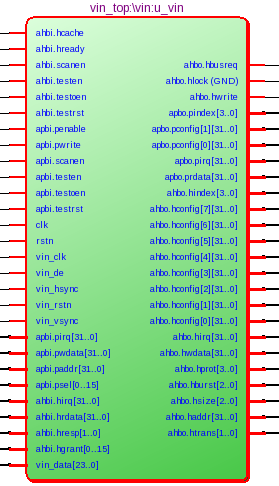 vin_top:\vin:u_vin
ahbi.hcache
ahbi.hready
ahbi.scanen
ahbi.testen
ahbi.testoen
ahbi.testrst
apbi.penable
apbi.pwrite
apbi.scanen
apbi.testen
apbi.testoen
apbi.testrst
clk
rstn
vin_clk
vin_de
vin_hsync
vin_rstn
vin_vsync
apbi.pirq[31..0]
apbi.pwdata[31..0]
apbi.paddr[31..0]
apbi.psel[0..15]
ahbi.hirq[31..0]
ahbi.hrdata[31..0]
ahbi.hresp[1..0]
ahbi.hgrant[0..15]
vin_data[23..0]
ahbo.hbusreq
ahbo.hlock (GND)
ahbo.hwrite
apbo.pindex[3..0]
apbo.pconfig[1][31..0]
apbo.pconfig[0][31..0]
apbo.pirq[31..0]
apbo.prdata[31..0]
ahbo.hindex[3..0]
ahbo.hconfig[7][31..0]
ahbo.hconfig[6][31..0]
ahbo.hconfig[5][31..0]
ahbo.hconfig[4][31..0]
ahbo.hconfig[3][31..0]
ahbo.hconfig[2][31..0]
ahbo.hconfig[1][31..0]
ahbo.hconfig[0][31..0]
ahbo.hirq[31..0]
ahbo.hwdata[31..0]
ahbo.hprot[3..0]
ahbo.hburst[2..0]
ahbo.hsize[2..0]
ahbo.haddr[31..0]
ahbo.htrans[1..0]